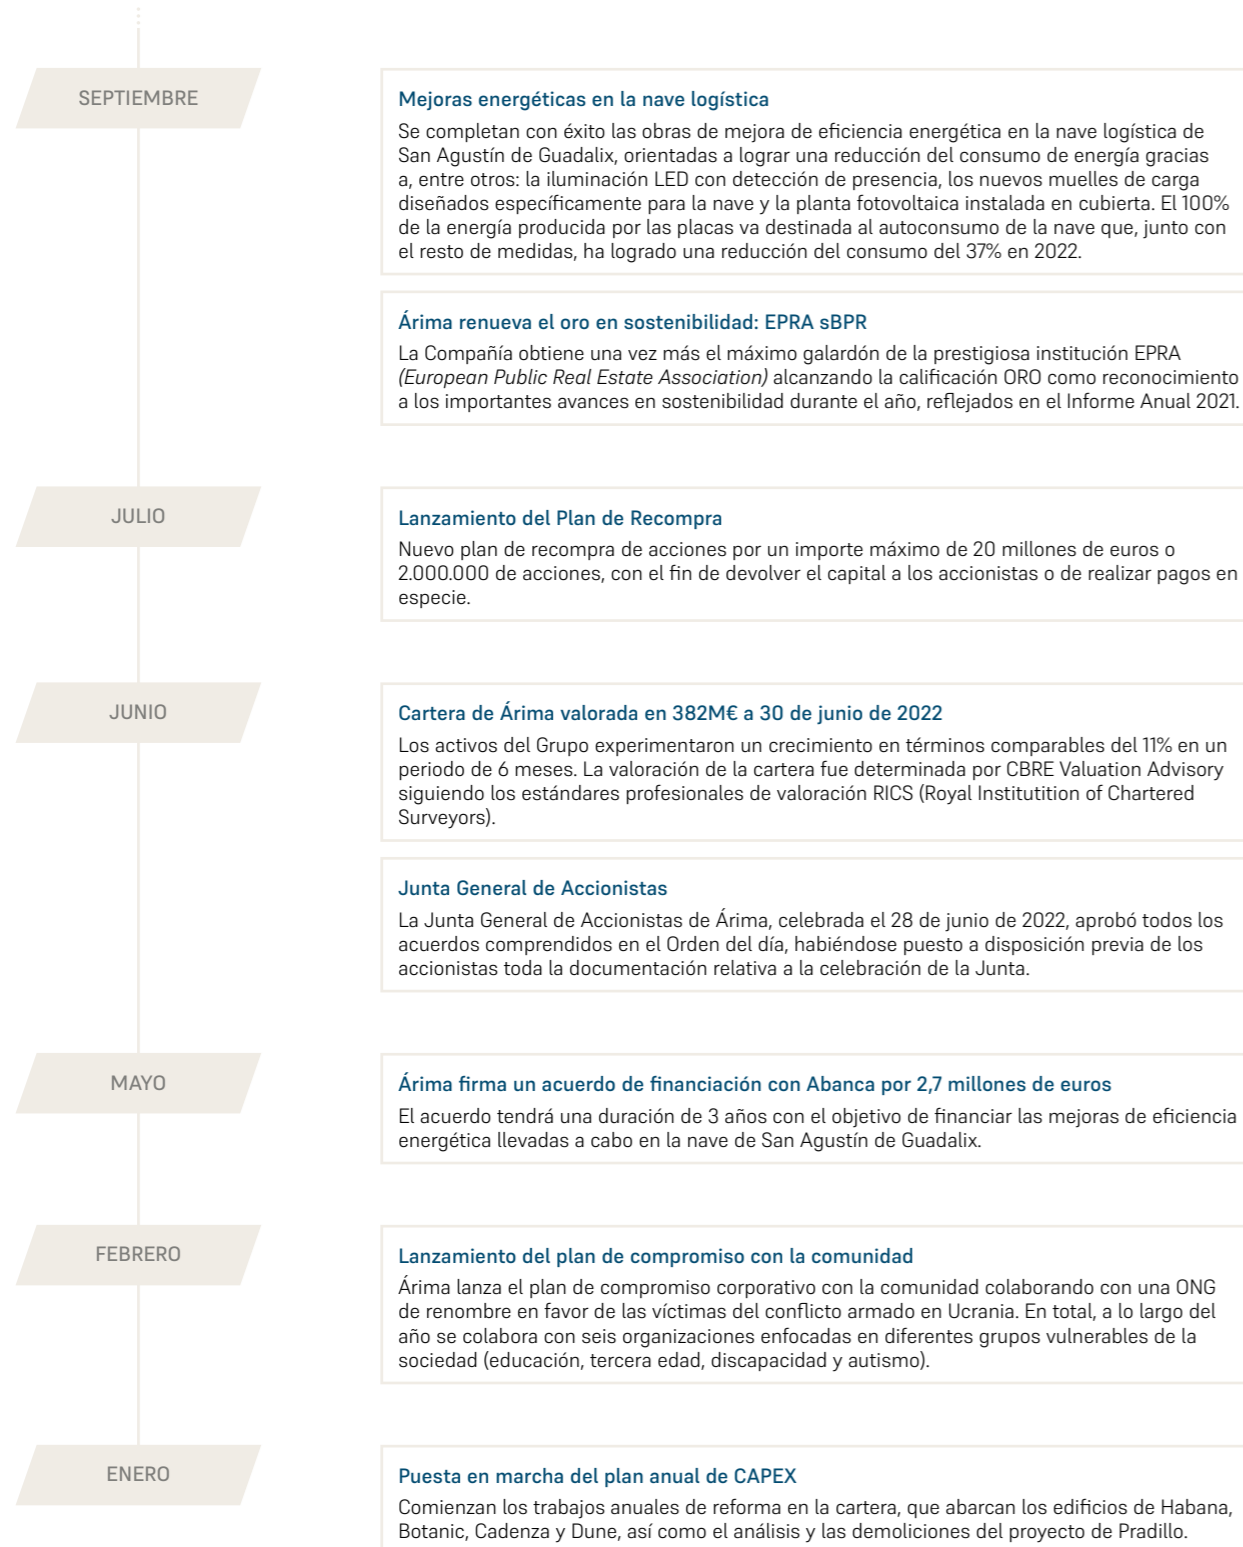 SEPTIEMBRE
Mejoras energéticas en la nave logística
Se completan con éxito las obras de mejora de eficiencia energética en la nave logística de
San Agustín de Guadalix, orientadas a lograr una reducción del consumo de energía gracias
a, entre otros: la iluminación LED con detección de presencia, los nuevos muelles de carga
diseñados específicamente para la nave y la planta fotovoltaica instalada en cubierta. El 100%
de la energía producida por las placas va destinada al autoconsumo de la nave que, junto con
el resto de medidas, ha logrado una reducción del consumo del 37% en 2022.
Árima renueva el oro en sostenibilidad: EPRA sBPR
La Compañía obtiene una vez más el máximo galardón de la prestigiosa institución EPRA
(European Public Real Estate Association) alcanzando la calificación ORO como reconocimiento
a los importantes avances en sostenibilidad durante el año, reflejados en el Informe Anual 2021.
JULIO
Lanzamiento del Plan de Recompra
Nuevo plan de recompra de acciones por un importe máximo de 20 millones de euros o
2.000.000 de acciones, con el fin de devolver el capital a los accionistas o de realizar pagos en
especie.
JUNIO
Cartera de Árima valorada en 382M€ a 30 de junio de 2022
Los activos del Grupo experimentaron un crecimiento en términos comparables del 11% en un
periodo de 6 meses. La valoración de la cartera fue determinada por CBRE Valuation Advisory
siguiendo los estándares profesionales de valoración RICS (Royal Institutition of Chartered
Surveyors).
Junta General de Accionistas
La Junta General de Accionistas de Árima, celebrada el 28 de junio de 2022, aprobó todos los
acuerdos comprendidos en el Orden del día, habiéndose puesto a disposición previa de los
accionistas toda la documentación relativa a la celebración de la Junta.
MAYO
Árima firma un acuerdo de financiación con Abanca por 2,7 millones de euros
El acuerdo tendrá una duración de 3 años con el objetivo de financiar las mejoras de eficiencia
energética llevadas a cabo en la nave de San Agustín de Guadalix.
FEBRERO
Lanzamiento del plan de compromiso con la comunidad
Árima lanza el plan de compromiso corporativo con la comunidad colaborando con una ONG
de renombre en favor de las víctimas del conflicto armado en Ucrania. En total, a lo largo del
año se colabora con seis organizaciones enfocadas en diferentes grupos vulnerables de la
sociedad (educación, tercera edad, discapacidad y autismo).
ENERO
Puesta en marcha del plan anual de CAPEX
Comienzan los trabajos anuales de reforma en la cartera, que abarcan los edificios de Habana,
Botanic, Cadenza y Dune, así como el análisis y las demoliciones del proyecto de Pradillo.